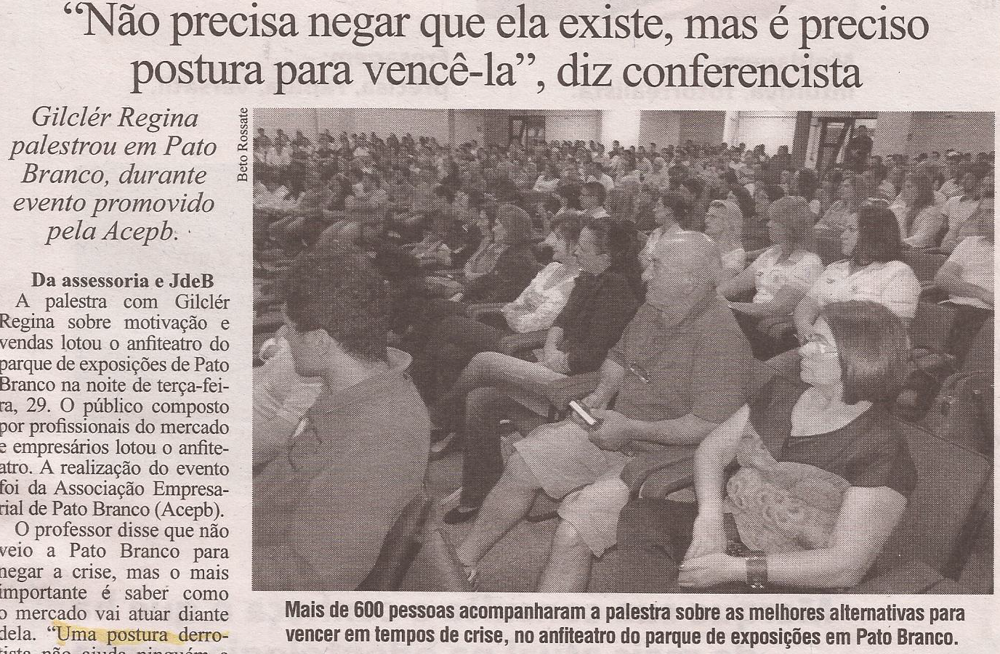 “Não precisa negar que ela existe, mas é preciso
postura para vencê-la”, diz conferencista
Gilclér Regina
palestrou em Pato
Branco, durante
evento promovido
pela Acepb.
Beto Rossate
Da assessoria e JdeB
A palestra com Gilclér
Regina sobre motivação e
vendas lotou o anfiteatro do
parque de exposições de Pato
Branco na noite de terça-fei-
ra, 29. O público composto
por profissionais do mercado
e empresários lotou o anfite-
atro. A realização do evento
foi da Associação Empresa-
rial de Pato Branco (Acepb).
O professor disse que não
veio a Pato Branco para
negar a crise, mas o mais
importante é saber como
o mercado vai atuar diante
dela. “Uma postura derro-
tista não ajuda ninguém e
Mais de 600 pessoas acompanharam a palestra sobre as melhores alternativas para
vencer em tempos de crise, no anfiteatro do parque de exposições em Pato Branco.